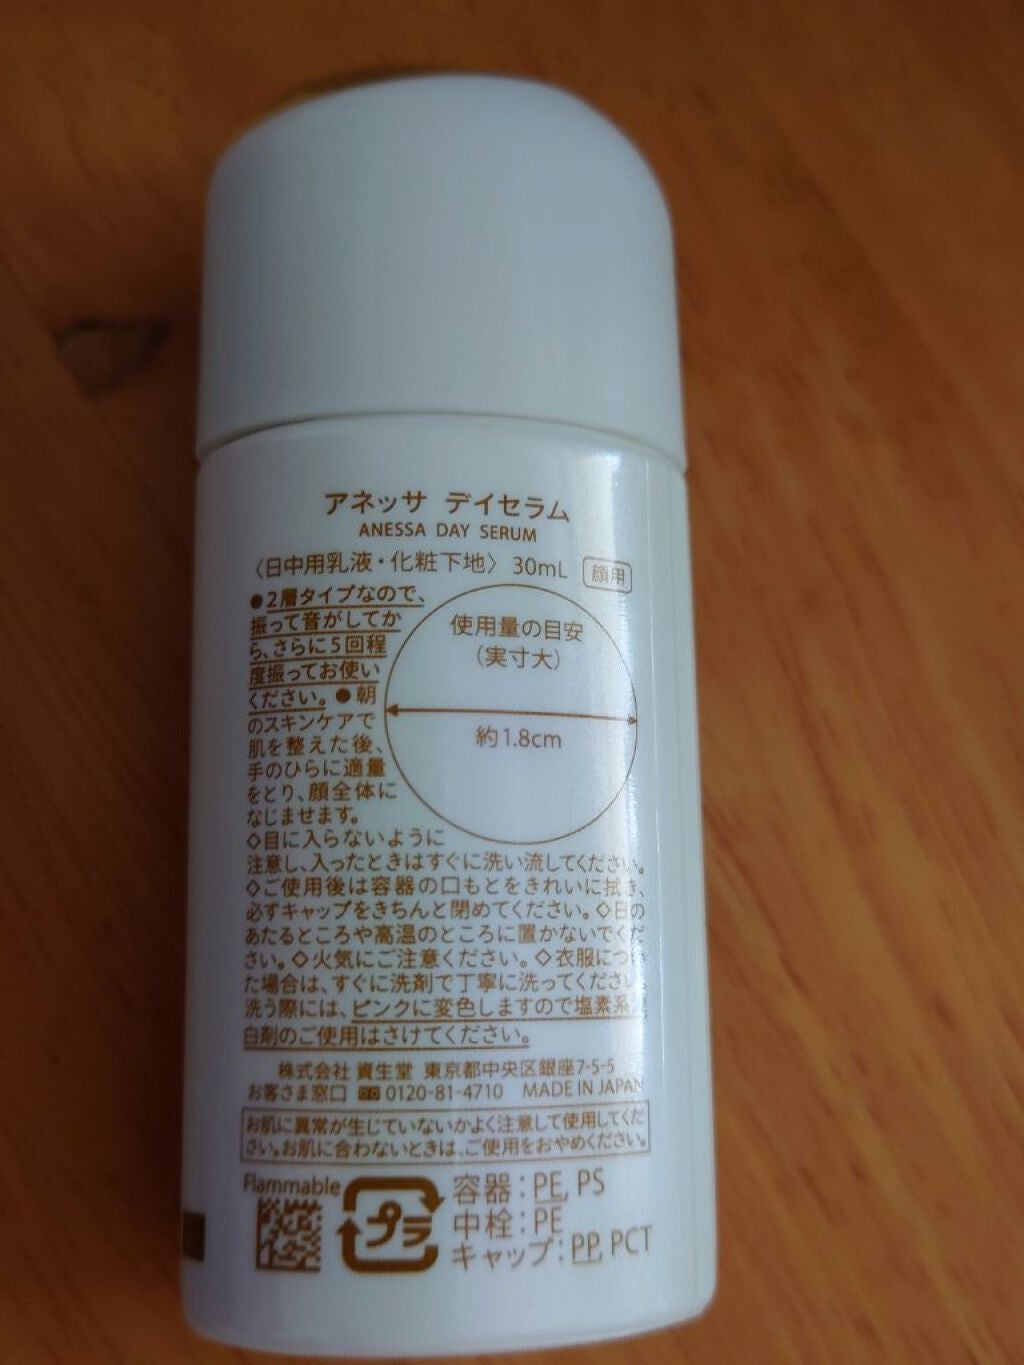 アネッサ デイセラム
ANESSA DAY SERUM
〈日中用乳液・化粧下地〉 30mL 顔用
●2層タイプなので、
振って音がしてか
ら、さらに5回程
度振ってお使い
ください。●朝
のスキンケアで
肌を整えた後、
手のひらに適量
をとり、顔全体に
なじませます。
使用量の目安
（実寸大）
約1.8cm
◇目に入らないように
注意し、入ったときはすぐに洗い流してください。
◇ご使用後は容器の口もとをきれいに拭き、
必ずキャップをきちんと閉めてください。◇日の
あたるところや高温のところに置かないでくだ
さい。◇火気にご注意ください。◇衣服につい
た場合は、すぐに洗剤で丁寧に洗ってください。
洗う際には、ピンクに変色しますので塩素系
白剤のご使用はさけてください。
株式会社 資生堂 東京都中央区銀座7-5-5
お客さま窓口 0120-81-4710 MADE IN JAPAN
お肌に異常が生じていないかよく注意して使用してくだ
さい。お肌に合わないときは、ご使用をおやめください。
Flammable
プラ
容器：PE, PS
中栓：PE
キャップ：PP, PCT